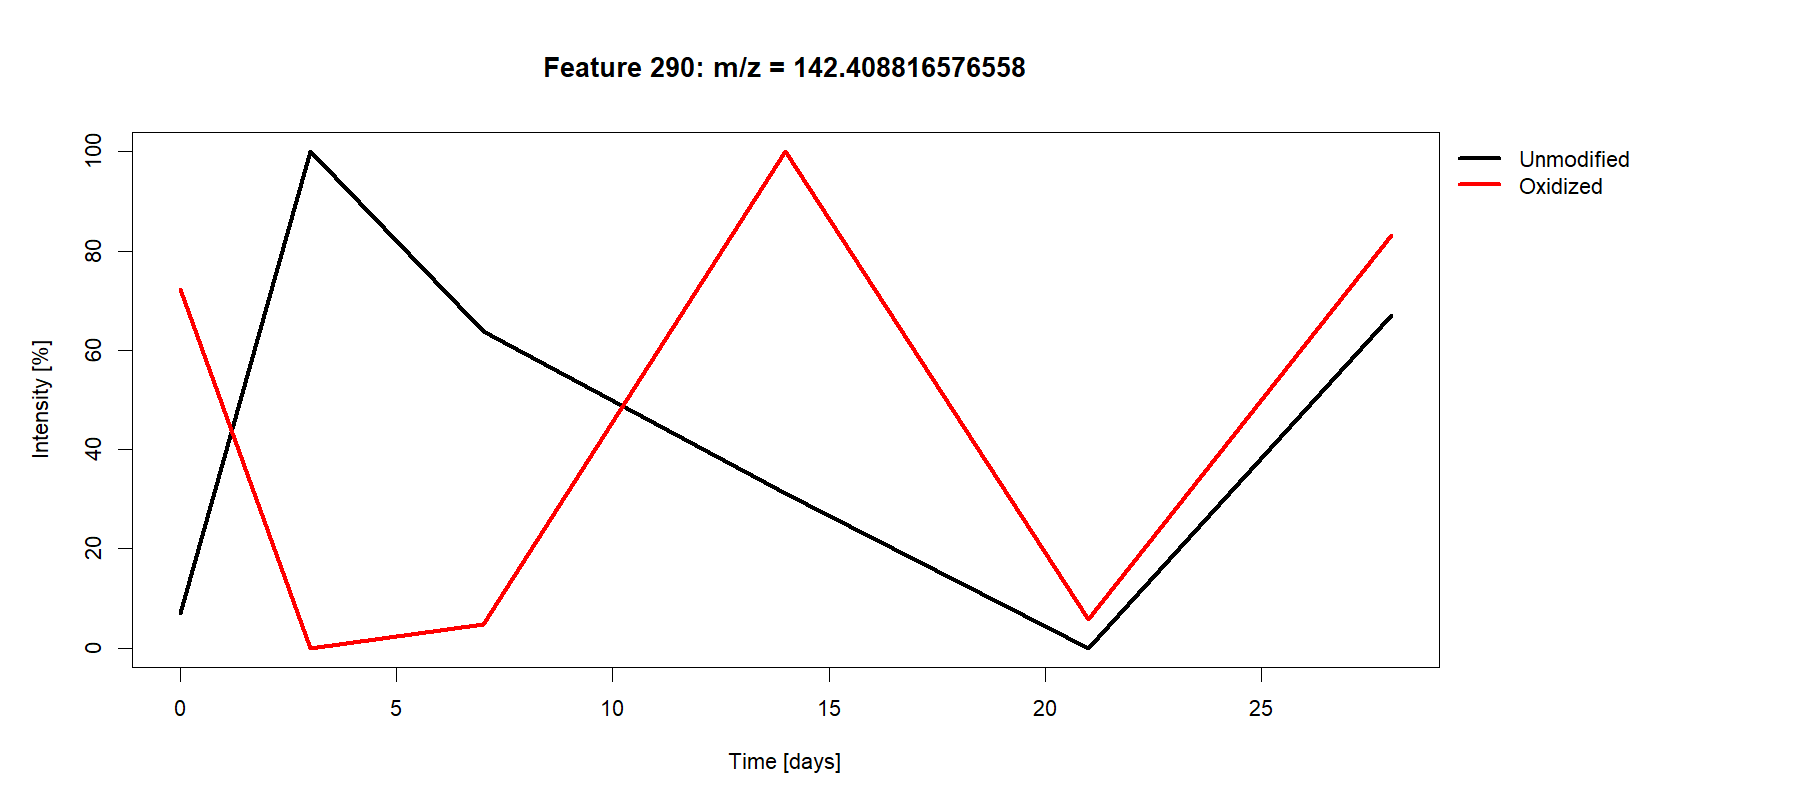 Feature 290: m/z = 142.408816576558
Unmodified
Oxidized
Intensity [%]
100
80
60
40
20
0
0 5 10 15 20 25
Time [days]